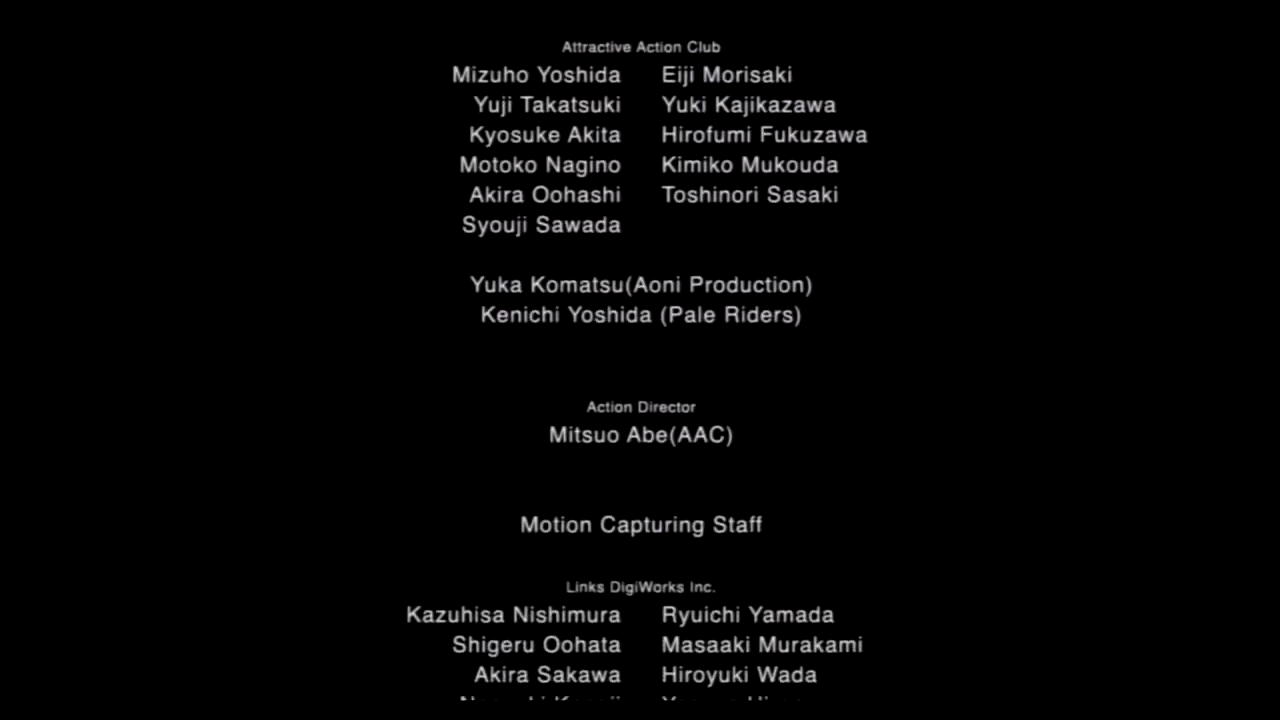 Attractive Action Club
Mizuho Yoshida Eiji Morisaki
Yuji Takatsuki Yuki Kajikazawa
Kyosuke Akita Hirofumi Fukuzawa
Motoko Nagino Kimiko Mukouda
Akira Oohashi Toshinori Sasaki
Syouji Sawada
Yuka Komatsu(Aoni Production)
Kenichi Yoshida (Pale Riders)
Action Director
Mitsuo Abe(AAC)
Motion Capturing Staff
Links DigiWorks Inc.
Kazuhisa Nishimura Ryuichi Yamada
Shigeru Oohata Masaaki Murakami
Akira Sakawa Hiroyuki Wada